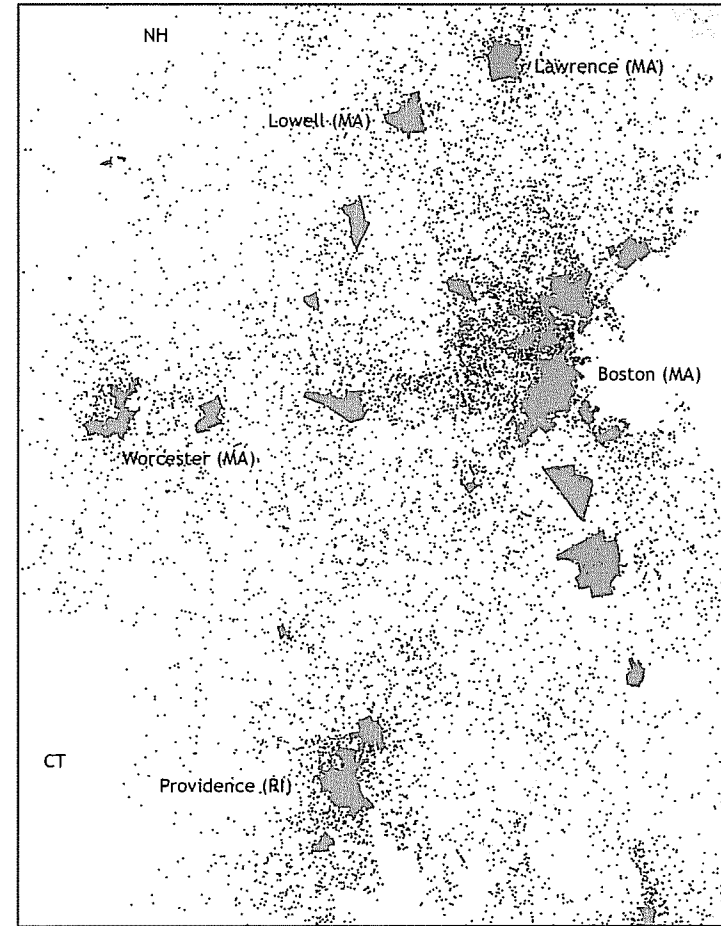 NH
Lawrence (MA)
Lowell (MA)
Boston (MA)
Worcester (MA)
CT
Providence (RI)